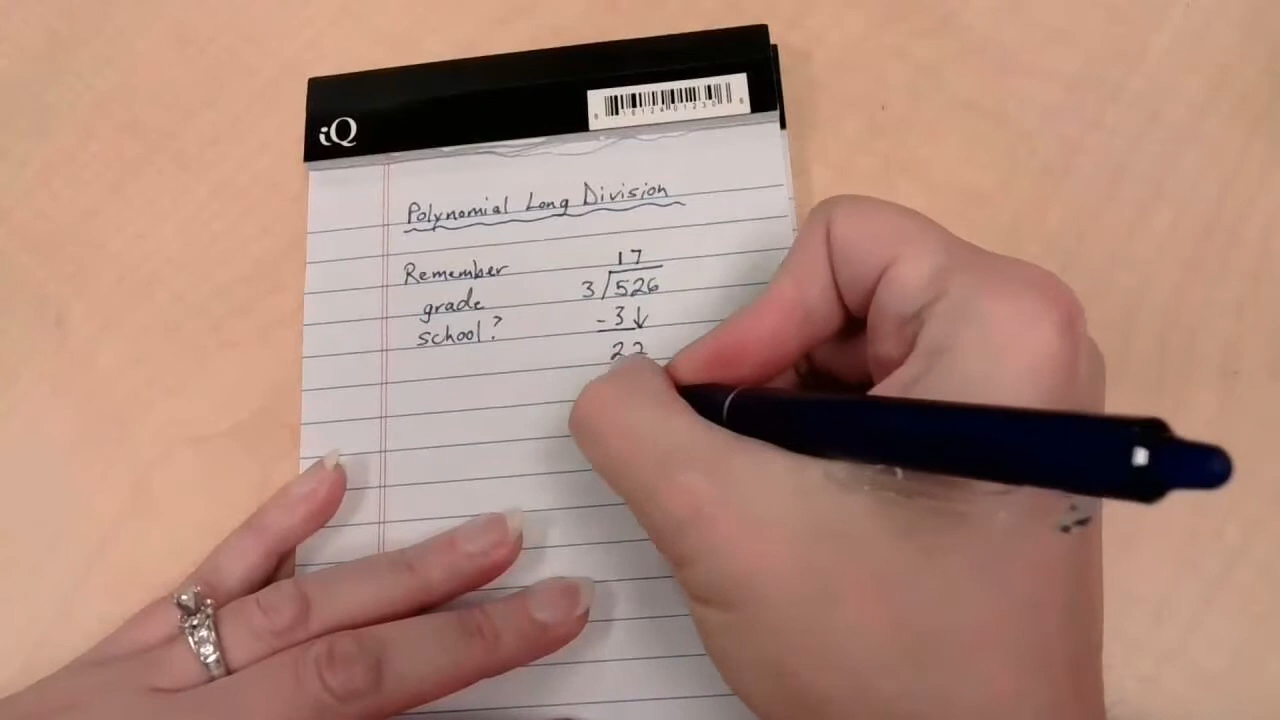 iQ
Polynomial Long Division
17
Remember 3 526
grade -3↓
school? 22